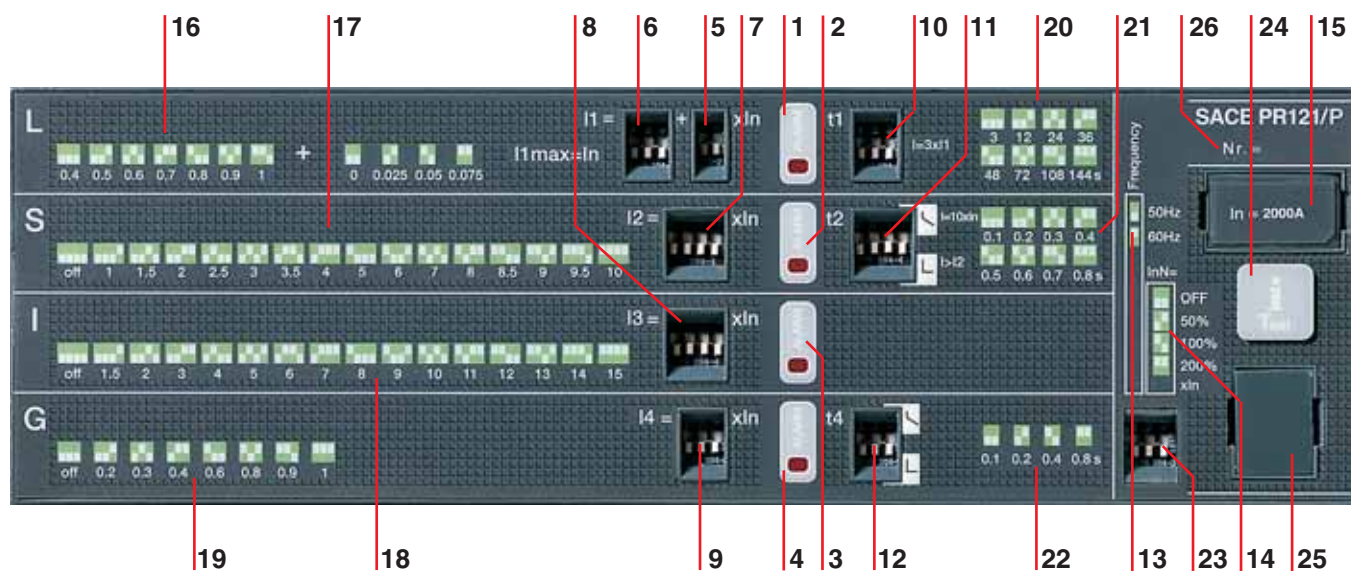 16 17 8 6 5 7 1 2 10 11 20 21 26 24 15
L I1 = + xIn t1 SACE PR121/P
I1max=In I=3xI1 Nr. =
0.4 0.5 0.6 0.7 0.8 0.9 1 + 0 0.025 0.05 0.075
3 12 24 36
48 72 108 144s
Frequency
50Hz
60Hz
In = 2000A
S I2= xIn t2 I=10xIn
0.1 0.2 0.3 0.4
I>I2
0.5 0.6 0.7 0.8s
off 1 1.5 2 2.5 3 3.5 4 5 6 7 8 8.5 9 9.5 10
InN=
OFF
50%
100%
200%
xIn
Test
I I3= xIn
off 1.5 2 3 4 5 6 7 8 9 10 11 12 13 14 15
G I4= xIn t4
off 0.2 0.3 0.4 0.6 0.8 0.9 1
0.1 0.2 0.4 0.8s
19 18 9 4 3 12 22 13 23 14 25